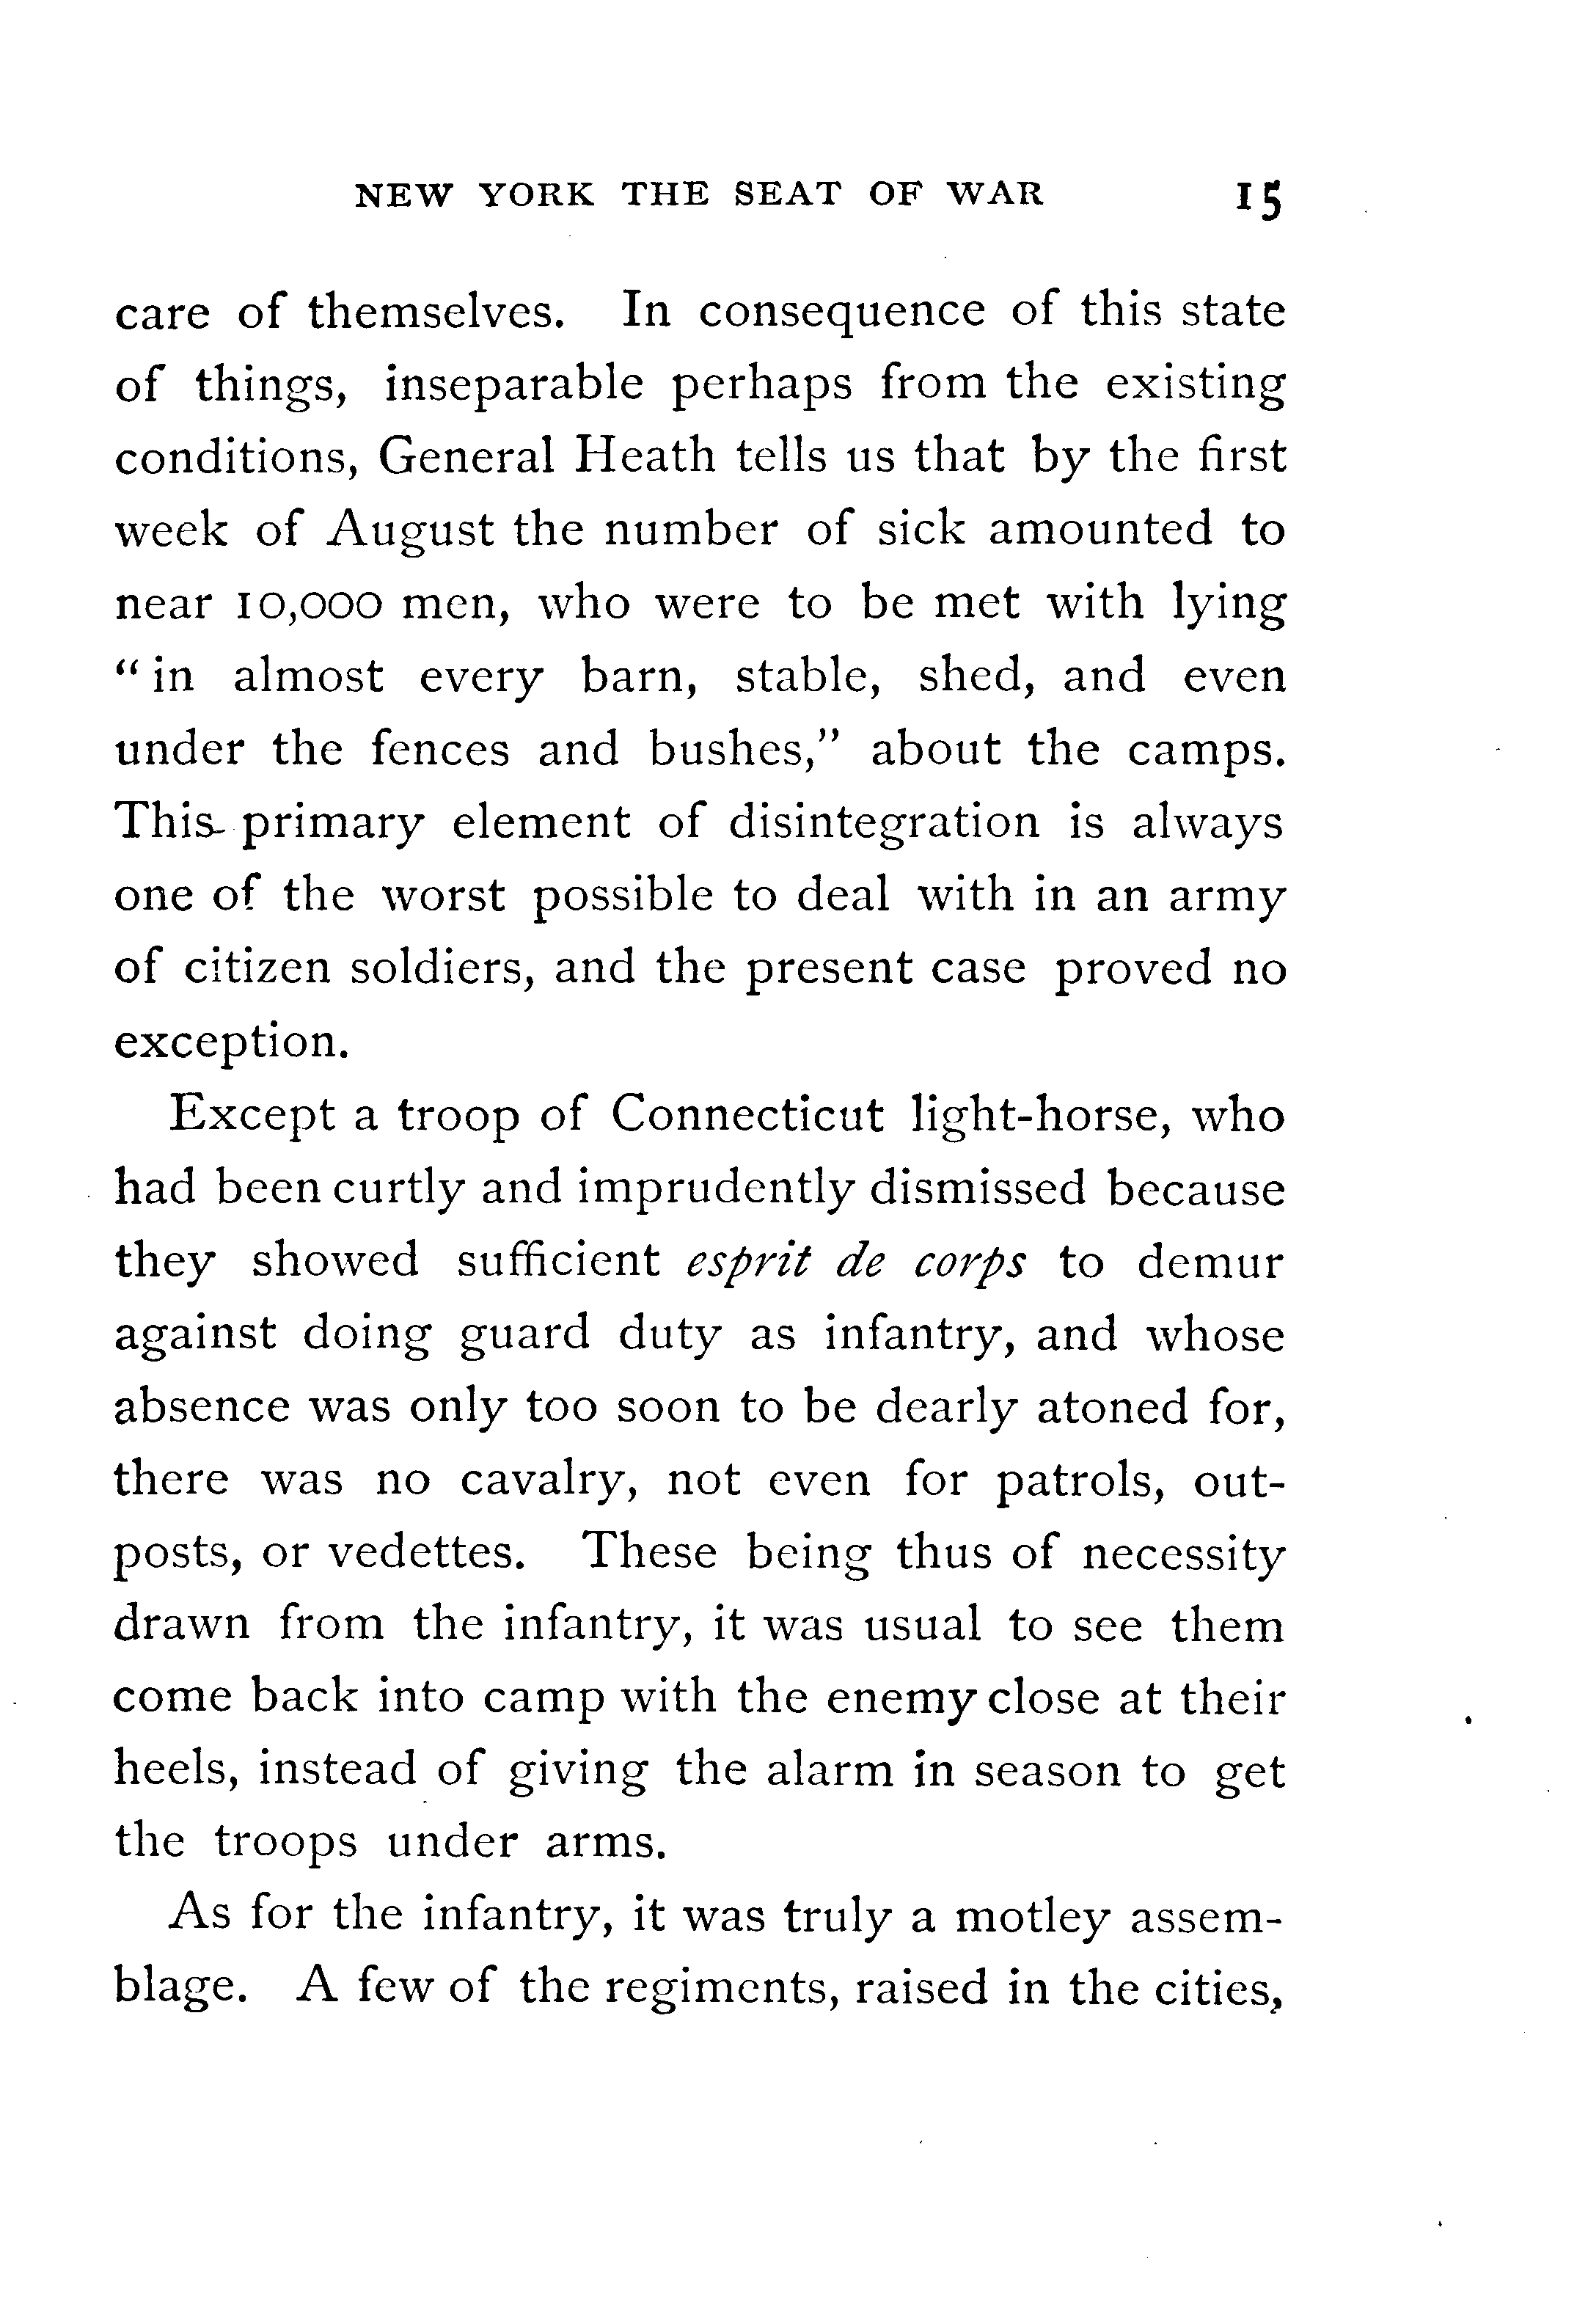 NEW YORK THE SEAT OF WAR 15
care of themselves. In consequence of this state
of things, inseparable perhaps from the existing
conditions, General Heath tells us that by the first
week of August the number of sick amounted to
near 10,000 men, who were to be met with lying
“in almost every barn, stable, shed, and even
under the fences and bushes,” about the camps.
This primary element of disintegration is always
one of the worst possible to deal with in an army
of citizen soldiers, and the present case proved no
exception.
Except a troop of Connecticut light-horse, who
had been curtly and imprudently dismissed because
they showed sufficient esprit de corps to demur
against doing guard duty as infantry, and whose
absence was only too soon to be dearly atoned for,
there was no cavalry, not even for patrols, out-
posts, or vedettes. These being thus of necessity
drawn from the infantry, it was usual to see them
come back into camp with the enemy close at their
heels, instead of giving the alarm in season to get
the troops under arms.
As for the infantry, it was truly a motley assem-
blage. A few of the regiments, raised in the cities,